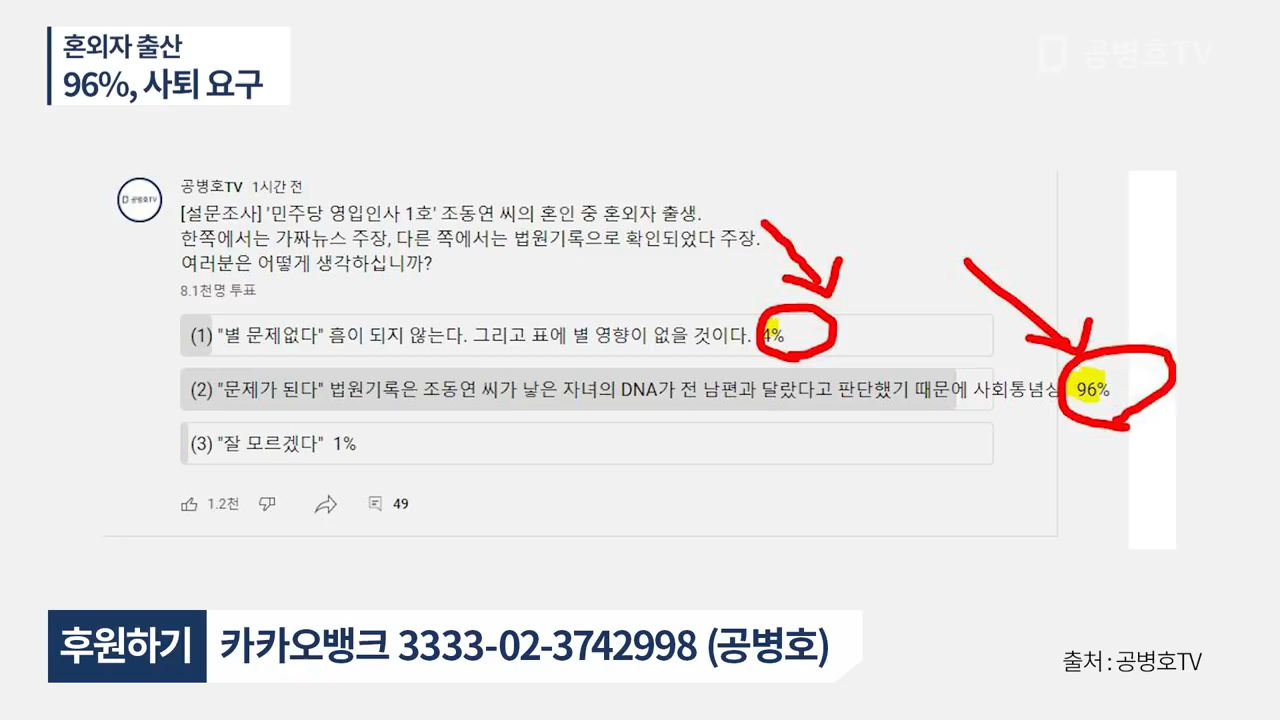 혼외자 출산
96%, 사퇴 요구
공병호TV
공병호TV
공병호TV 1시간 전
[설문조사] '민주당 영입인사 1호' 조동연 씨의 혼인 중 혼외자 출생.
한쪽에서는 가짜뉴스 주장, 다른 쪽에서는 법원기록으로 확인되었다 주장.
여러분은 어떻게 생각하십니까?
8.1천명 투표
(1) "별 문제없다" 흠이 되지 않는다. 그리고 표에 별 영향이 없을 것이다. 4%
(2) "문제가 된다" 법원기록은 조동연 씨가 낳은 자녀의 DNA가 전 남편과 달랐다고 판단했기 때문에 사회통념상 96%
(3) "잘 모르겠다" 1%
1.2천 49
후원하기 카카오뱅크 3333-02-3742998 (공병호)
출처 : 공병호TV